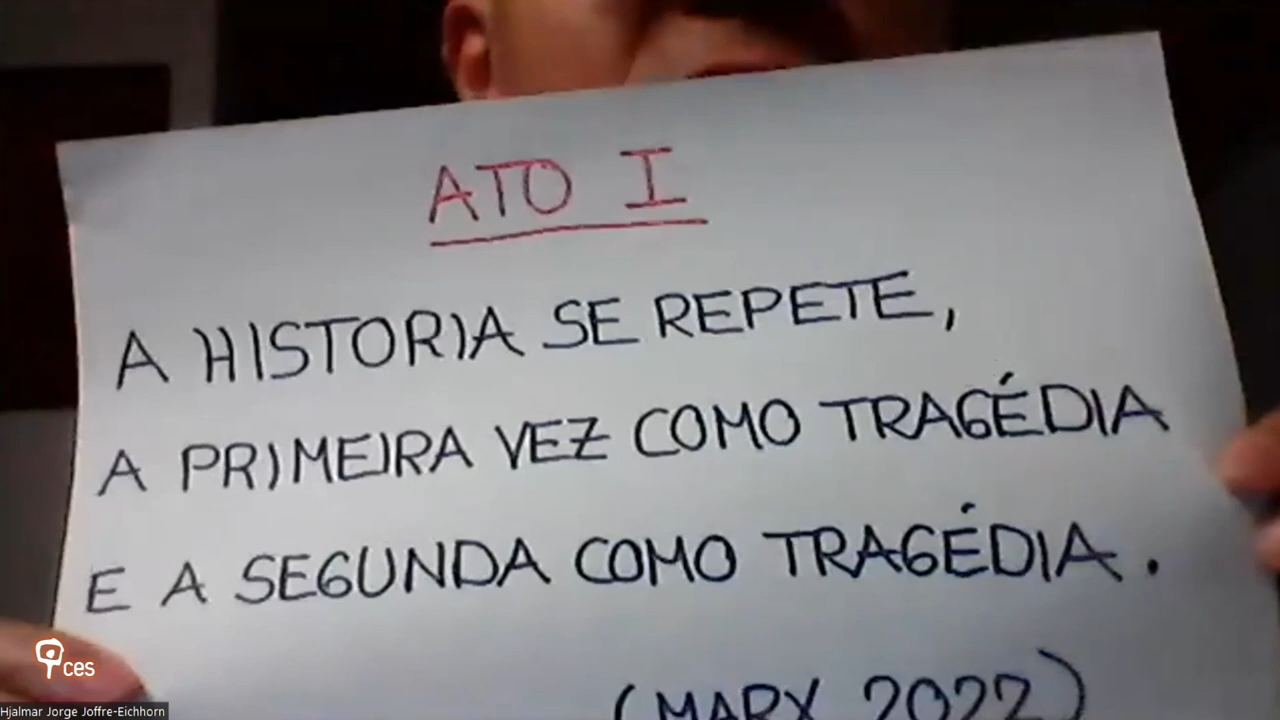 ATO I
A HISTORIA SE REPETE,
A PRIMEIRA VEZ COMO TRAGÉDIA
E A SEGUNDA COMO TRAGÉDIA.
(MARX 2022)
ces
Hjalmar Jorge Joffre-Eichhorn